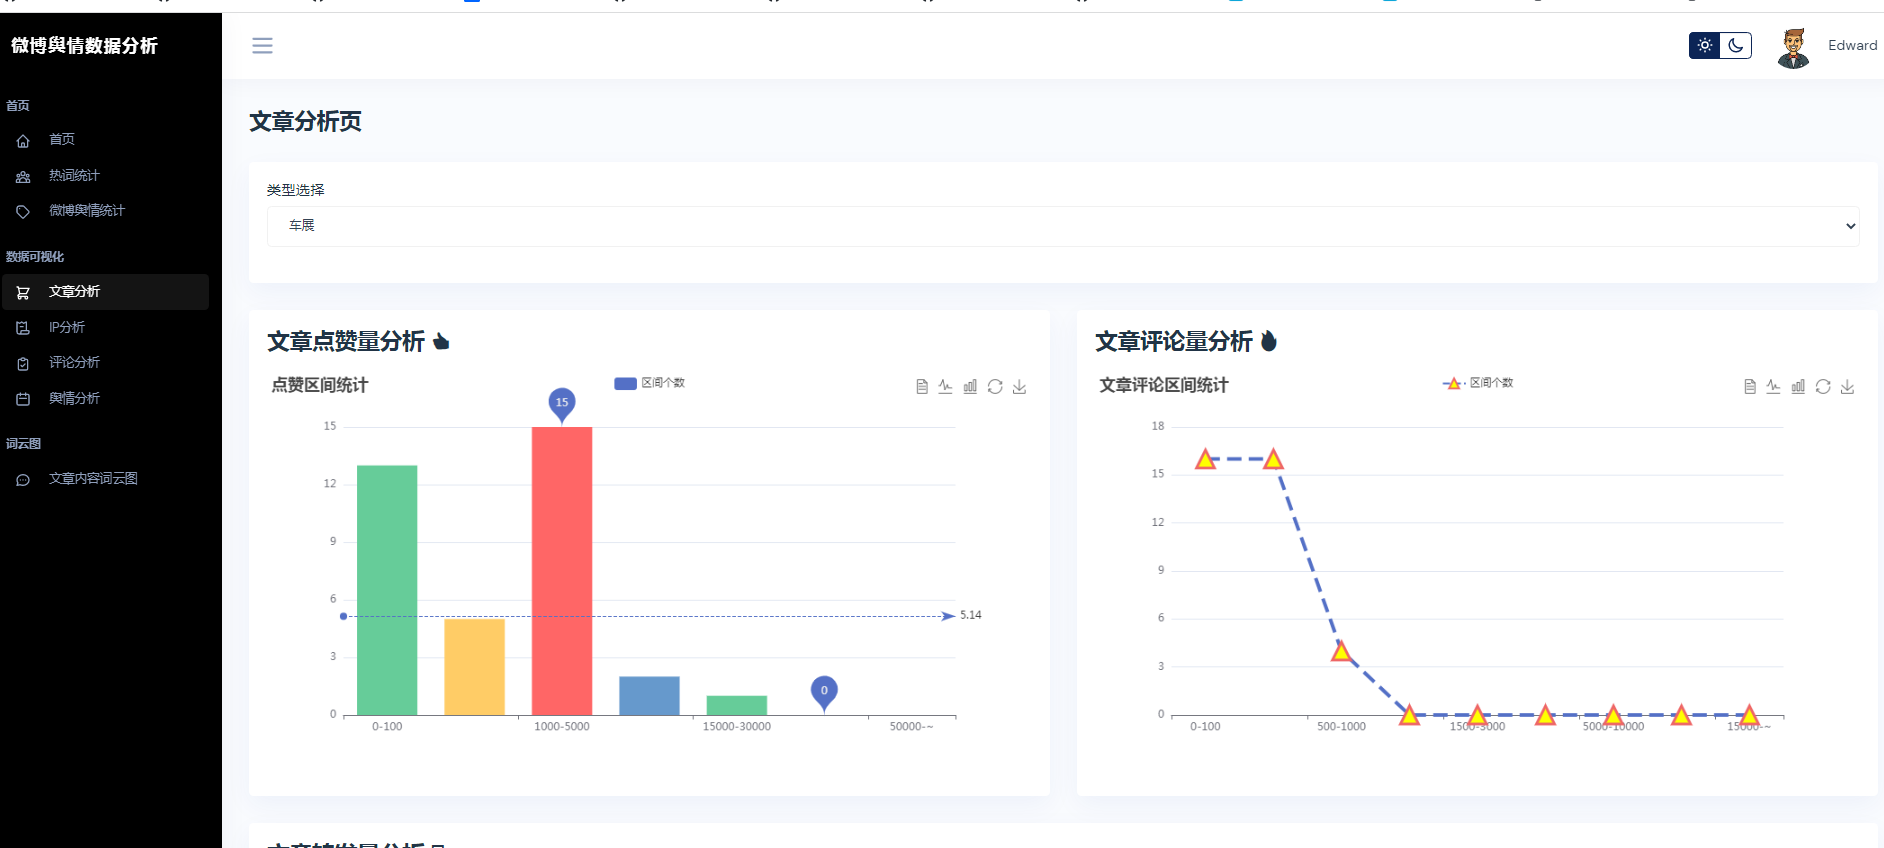 微博舆情数据分析
Edward
首页
首页
热词统计
微博舆情统计
数据可视化
文章分析
IP分析
评论分析
舆情分析
词云图
文章内容词云图
文章分析页
类型选择
车展
文章点赞量分析
点赞区间统计
区间个数
15
15
12
9
6
5.14
3
0
0
0-100
1000-5000
15000-30000
50000-~
文章评论量分析
文章评论区间统计
区间个数
18
15
12
9
6
3
0
0-100
500-1000
1500-3000
5000-10000
15000-~
文章转发量分析